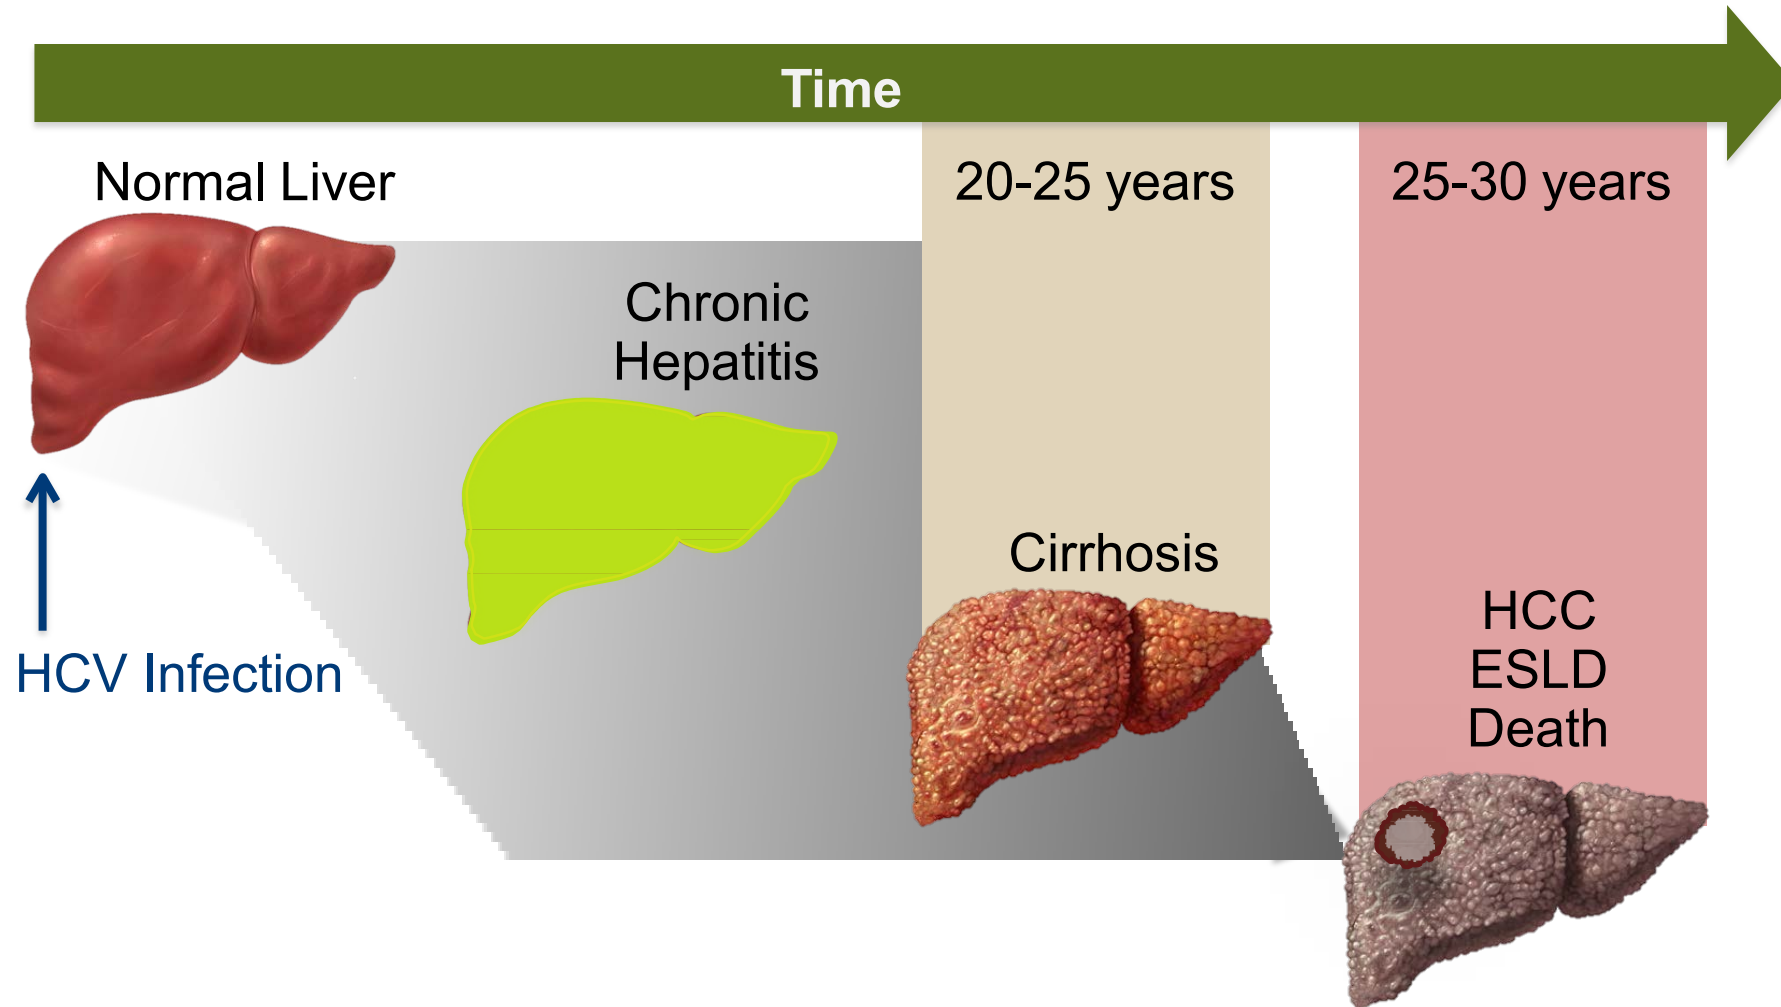 Time
Normal Liver
20-25 years
25-30 years
Chronic
Hepatitis
Cirrhosis
HCC
ESLD
Death
HCV Infection